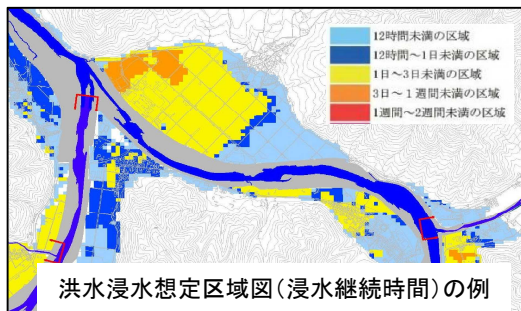 12時間未満の区域
12時間～1日未満の区域
1日～3日未満の区域
3日～1週間未満の区域
1週間～2週間未満の区域
洪水浸水想定区域図(浸水継続時間)の例